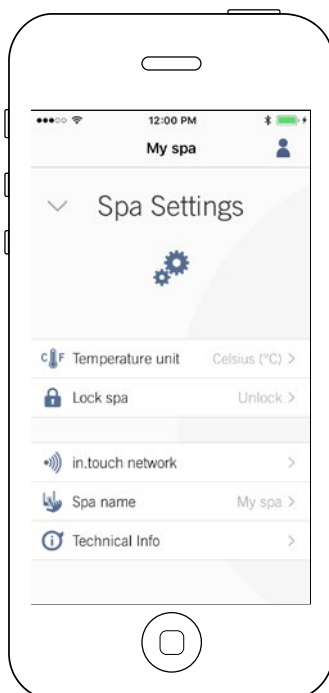 12:00 PM
My spa
Spa Settings
C F Temperature unit Celsius (°C) >
Lock spa Unlock >
in.touch network >
Spa name My spa >
Technical Info >